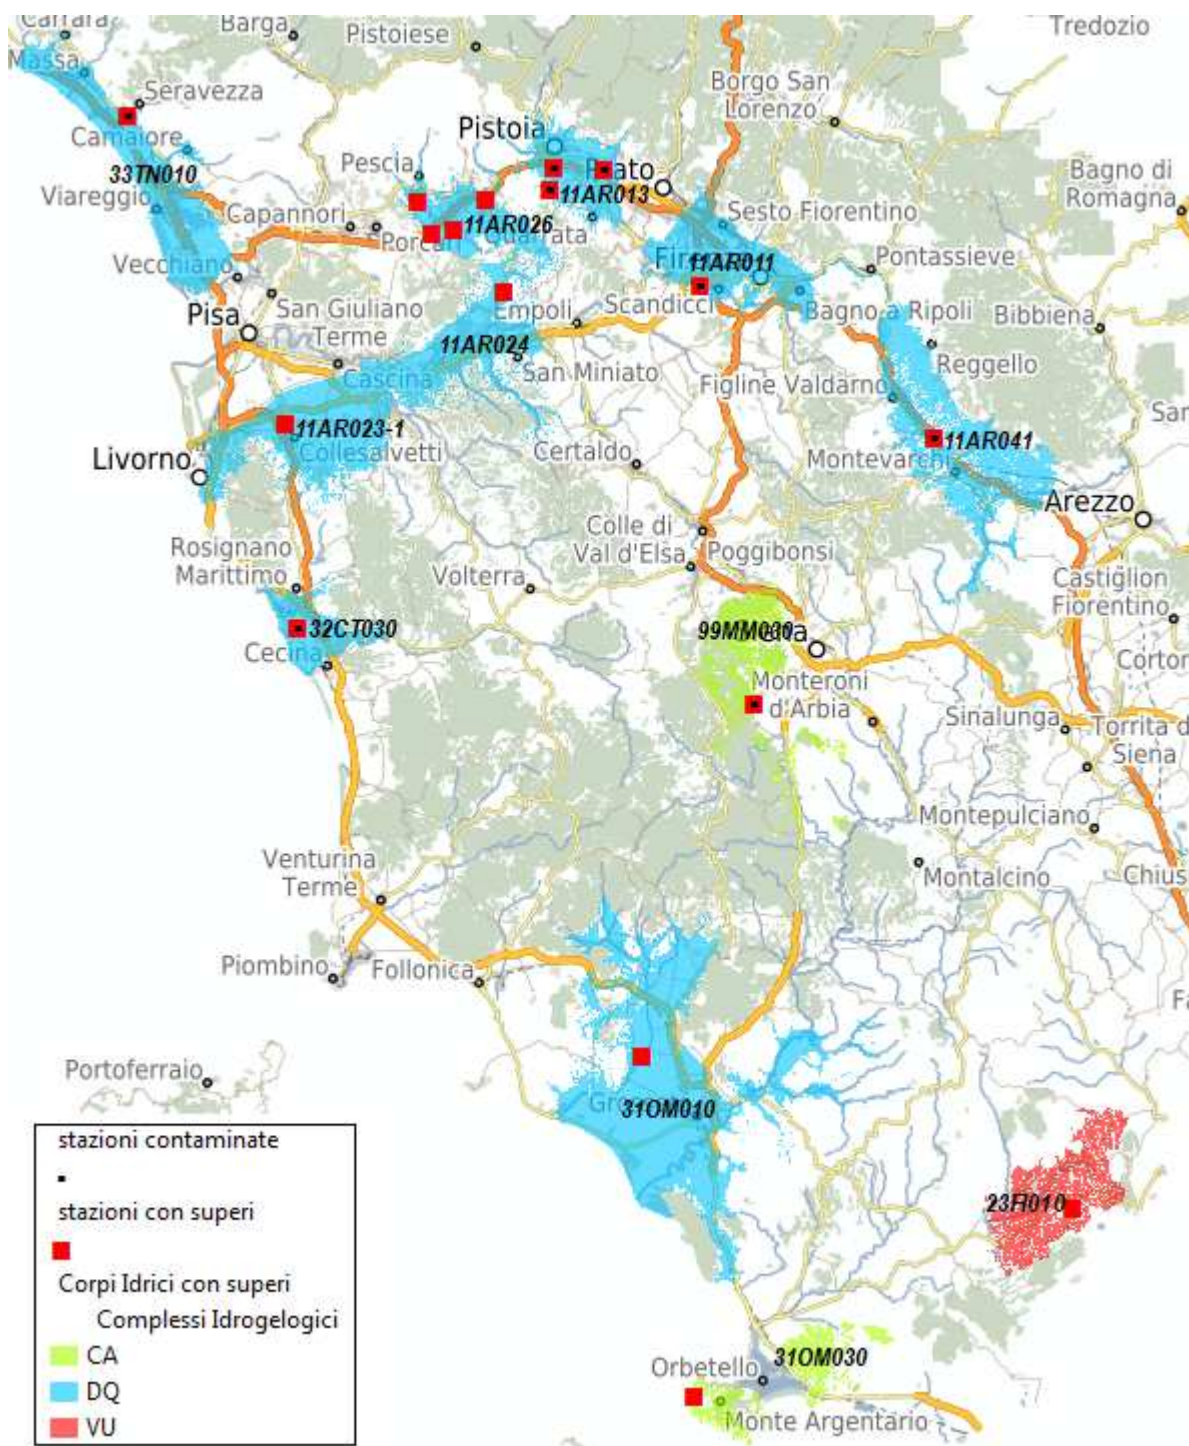 Carrara
Barga
Pistoiese
Tredozio
Massa
Seravezza
Borgo San
Lorenzo
Camaiore
Pistoia
Pescia
Prato
Bagno di
Romagna
33TN010
Viareggio
11AR013
Capannori
11AR026
Sesto Fiorentino
Porcari
Quarrata
Vecchiano
11AR011
Pontassieve
San Giuliano
Terme
Empoli
Scandicci
Bagno a Ripoli
Bibbiena
Pisa
11AR024
Reggello
Cascina
San Miniato
Figline Valdarno
11AR023-1
11AR041
Collesalvetti
Livorno
Certaldo
Montevarchi
Arezzo
Colle di
Val d'Elsa
Poggibonsi
Rosignano
Marittimo
Volterra
Castiglion
Fiorentino
32CT030
99MM030
Cecina
Monteroni
d'Arbia
Sinalunga
Torrita d
Siena
Montepulciano
Venturina
Terme
Montalcino
Chius
Piombino
Follonica
Portoferraio
31OM010
23FI010
31OM030
Orbetello
Monte Argentario
stazioni contaminate
stazioni con superi
Corpi Idrici con superi
Complessi Idrogelogici
CA
DQ
VU